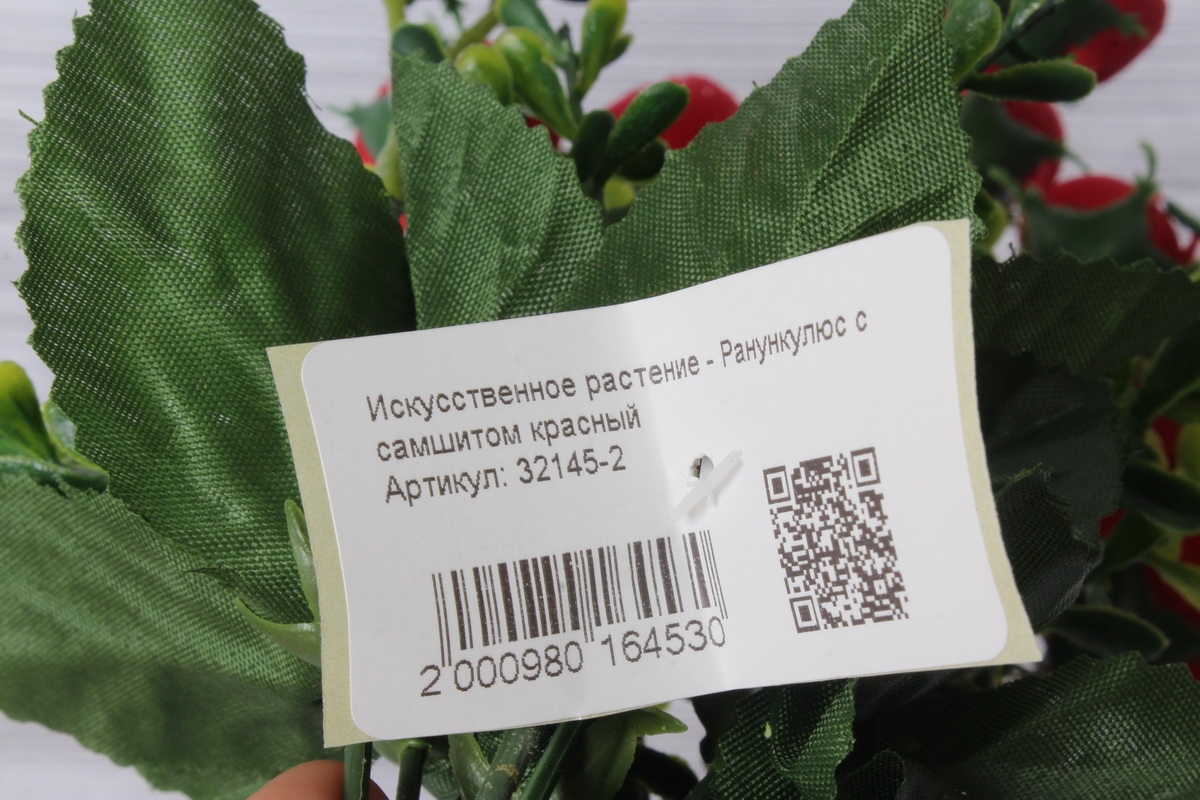 Искусственное растение - Ранункулюс с
самшитом красный
Артикул: 32145-2
2 000980 164530